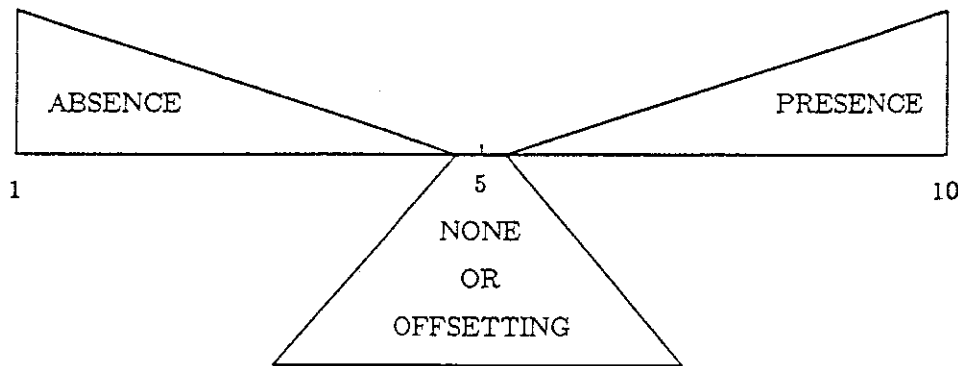 ABSENCE PRESENCE
1 5 10
NONE
OR
OFFSETTING